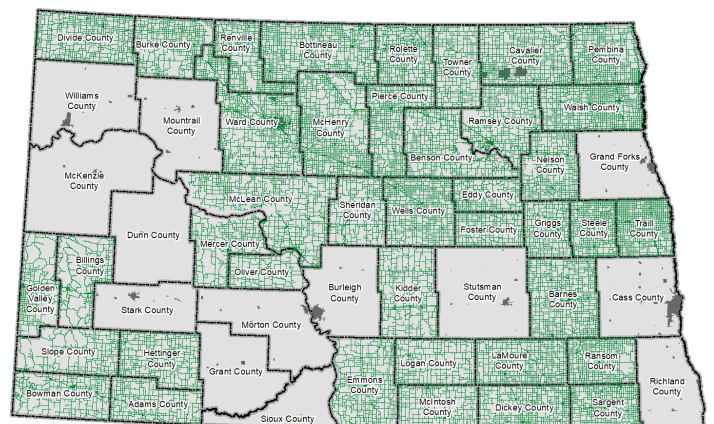 Divide County
Burke County
Renville
County
Bottineau
County
Rolette
County
Towner
County
Cavalier
County
Pembina
County
Williams
County
Mountrail
County
Ward County
McHenry
County
Pierce County
Ramsey County
Walsh County
Benson County
Nelson
County
Grand Forks
County
McKenzie
County
McLean County
Sheridan
County
Wells County
Eddy County
Foster County
Griggs
County
Steele
County
Traill
County
Dunn County
Mercer County
Oliver County
Billings
County
Golden
Valley
County
Stark County
Morton County
Burleigh
County
Kidder
County
Stutsman
County
Barnes
County
Cass County
Slope County
Hettinger
County
Grant County
Emmons
County
Logan County
LaMoure
County
Ransom
County
Richland
County
Bowman County
Adams County
Sioux County
McIntosh
County
Dickey County
Sargent
County